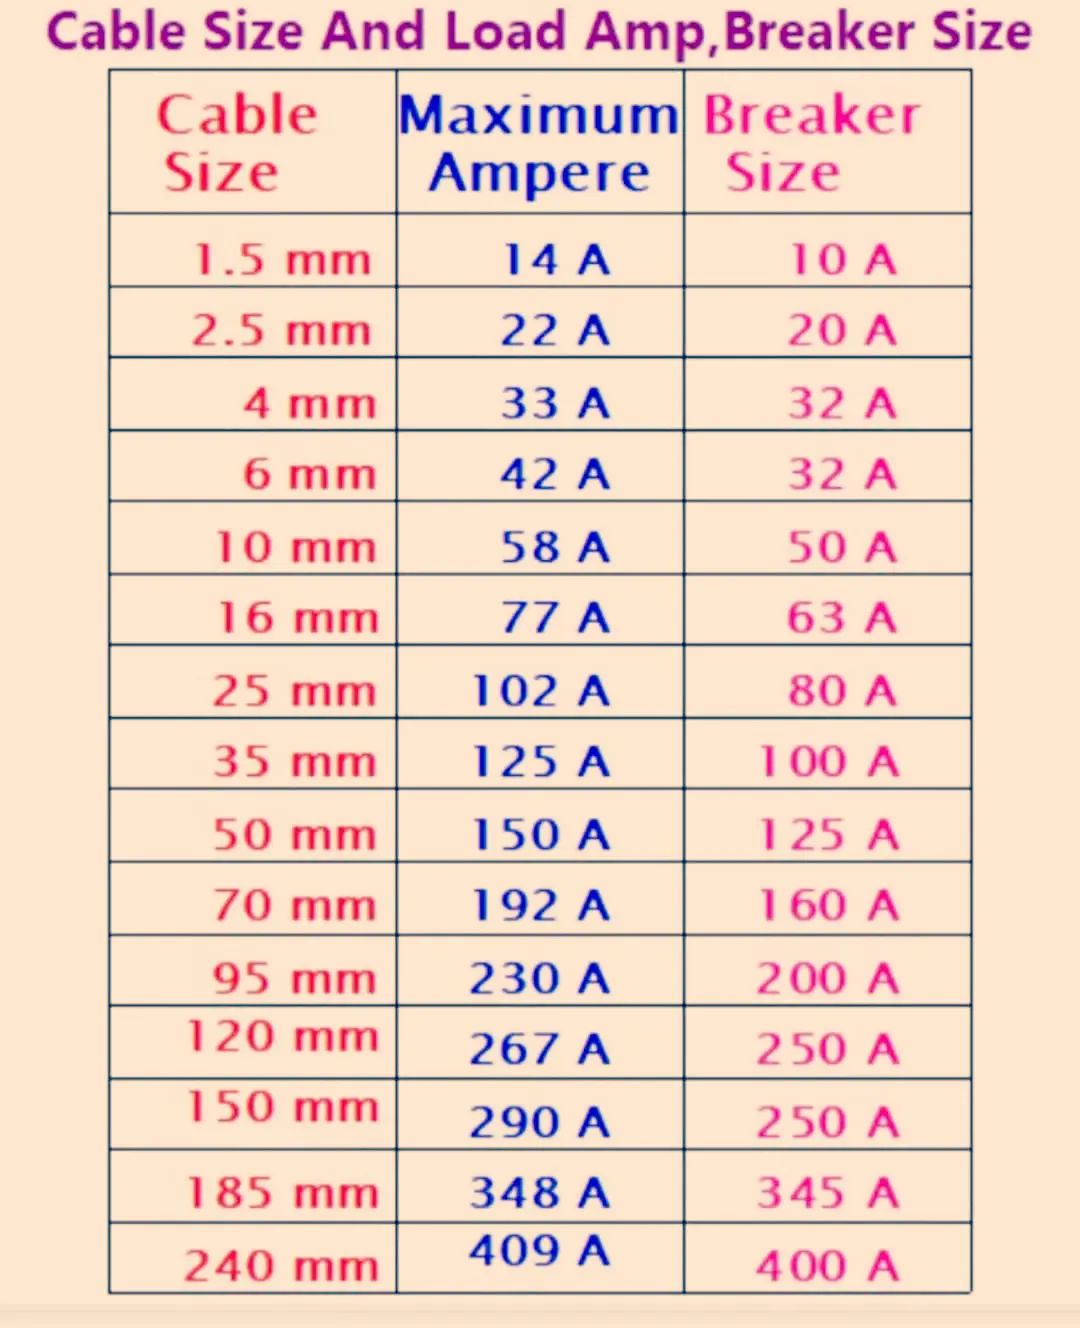 Cable Size And Load Amp,Breaker Size
Cable Size Maximum Ampere Breaker Size
1.5 mm 14 A 10 A
2.5 mm 22 A 20 A
4 mm 33 A 32 A
6 mm 42 A 32 A
10 mm 58 A 50 A
16 mm 77 A 63 A
25 mm 102 A 80 A
35 mm 125 A 100 A
50 mm 150 A 125 A
70 mm 192 A 160 A
95 mm 230 A 200 A
120 mm 267 A 250 A
150 mm 290 A 250 A
185 mm 348 A 345 A
240 mm 409 A 400 A